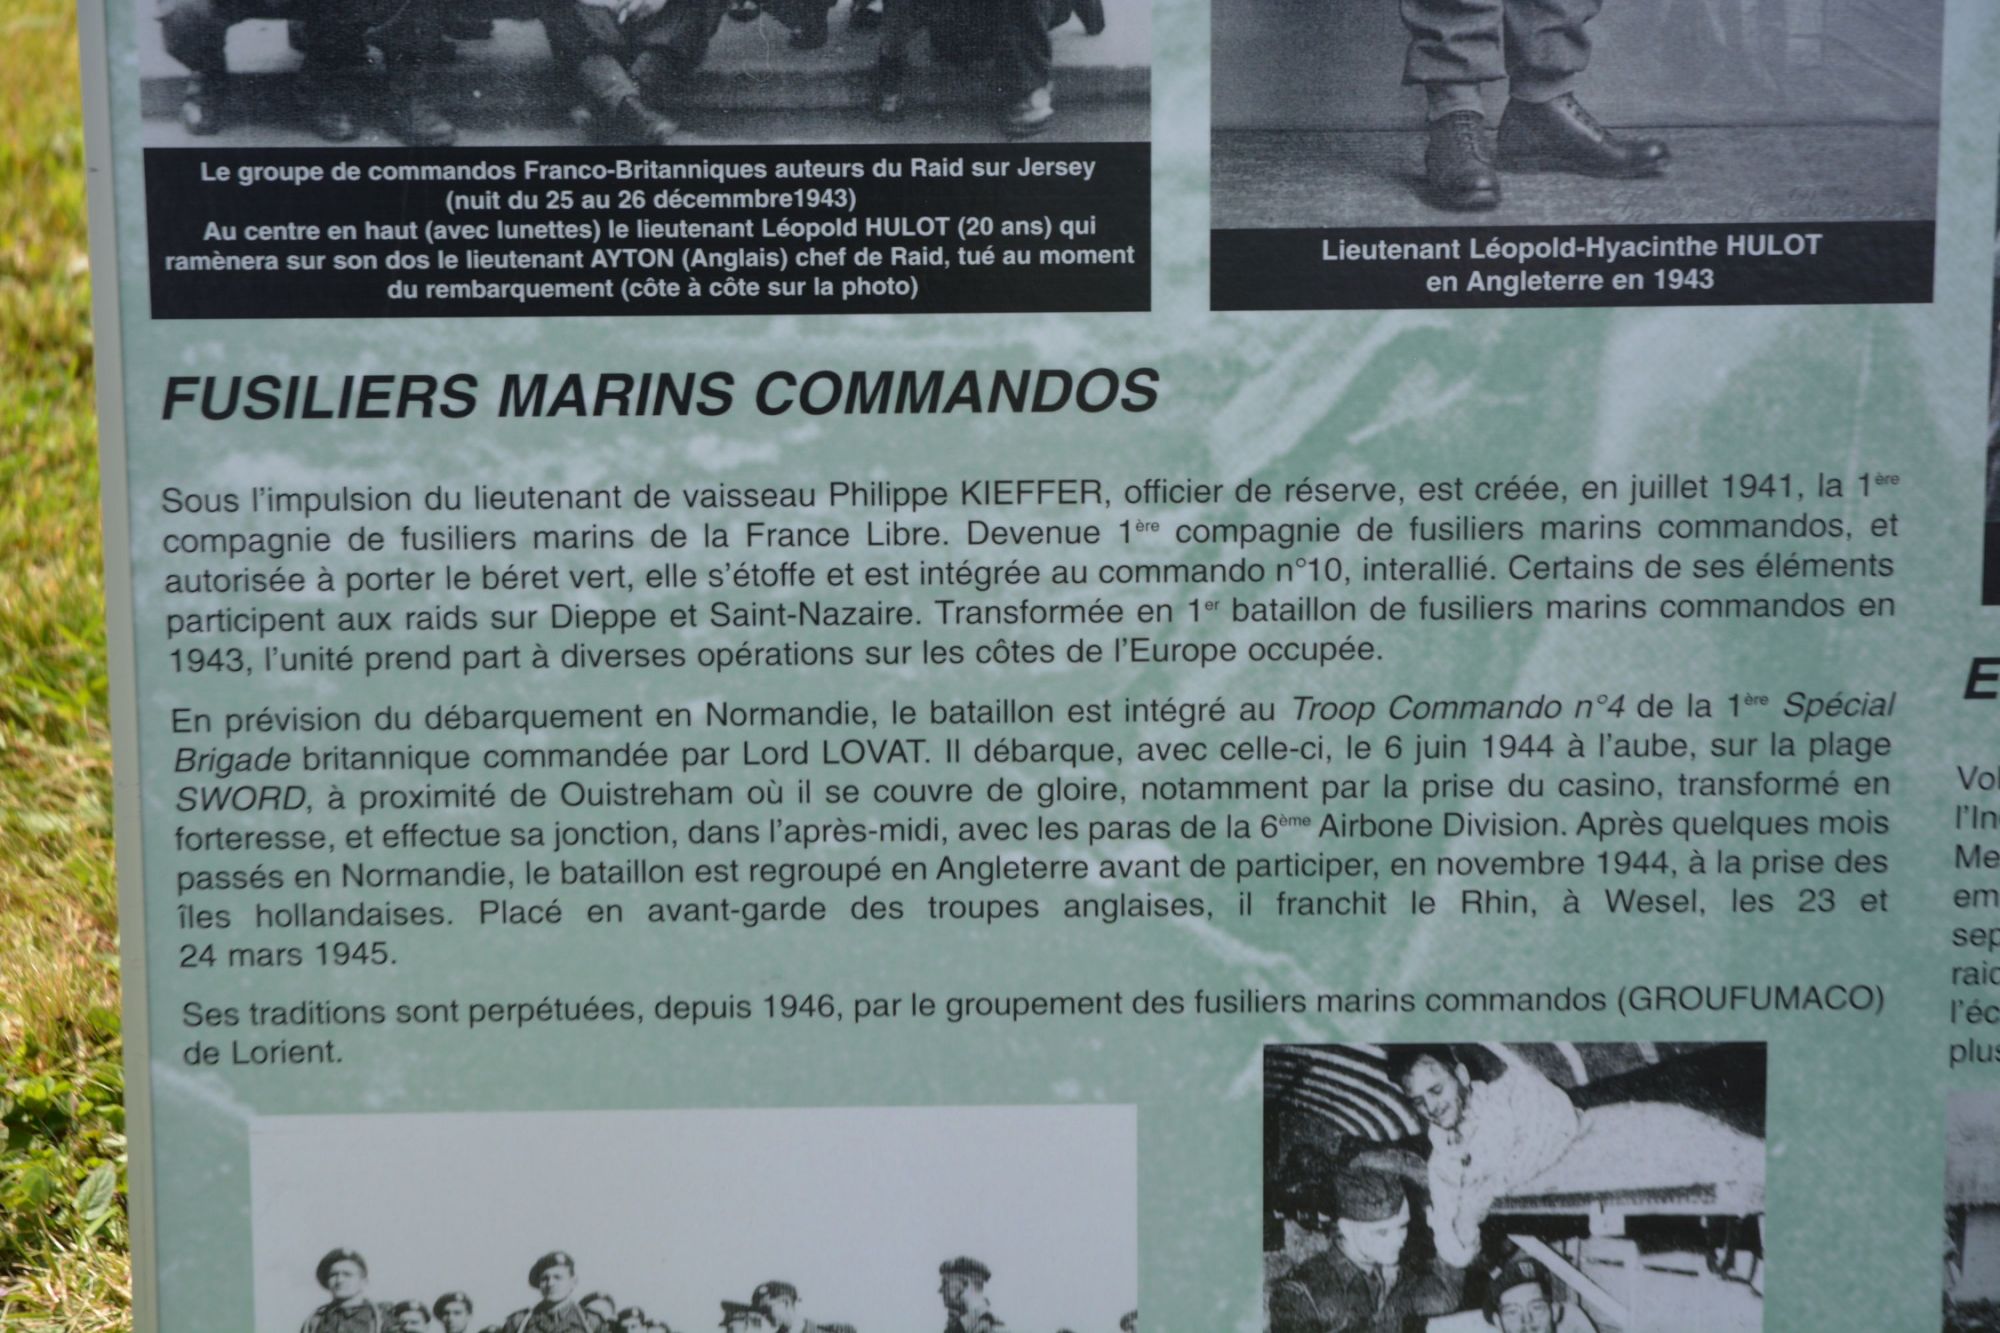 Le groupe de commandos Franco-Britanniques auteurs du Raid sur Jersey
(nuit du 25 au 26 décemmbre1943)
Au centre en haut (avec lunettes) le lieutenant Léopold HULOT (20 ans) qui
ramènera sur son dos le lieutenant AYTON (Anglais) chef de Raid, tué au moment
du rembarquement (côte à côte sur la photo)
Lieutenant Léopold-Hyacinthe HULOT
en Angleterre en 1943
FUSILIERS MARINS COMMANDOS
Sous l'impulsion du lieutenant de vaisseau Philippe KIEFFER, officier de réserve, est créée, en juillet 1941, la 1ère
compagnie de fusiliers marins de la France Libre. Devenue 1ère compagnie de fusiliers marins commandos, et
autorisée à porter le béret vert, elle s'étoffe et est intégrée au commando n°10, interallié. Certains de ses éléments
participent aux raids sur Dieppe et Saint-Nazaire. Transformée en 1er bataillon de fusiliers marins commandos en
1943, l'unité prend part à diverses opérations sur les côtes de l'Europe occupée.
En prévision du débarquement en Normandie, le bataillon est intégré au Troop Commando n°4 de la 1ère Spécial
Brigade britannique commandée par Lord LOVAT. Il débarque, avec celle-ci, le 6 juin 1944 à l'aube, sur la plage
SWORD, à proximité de Ouistreham où il se couvre de gloire, notamment par la prise du casino, transformé en
forteresse, et effectue sa jonction, dans l'après-midi, avec les paras de la 6ème Airbone Division. Après quelques mois
passés en Normandie, le bataillon est regroupé en Angleterre avant de participer, en novembre 1944, à la prise des
îles hollandaises. Placé en avant-garde des troupes anglaises, il franchit le Rhin, à Wesel, les 23 et
24 mars 1945.
Ses traditions sont perpétuées, depuis 1946, par le groupement des fusiliers marins commandos (GROUFUMACO)
de Lorient.
E
Vol
l'In
Me
em
sep
raid
l'éc
plus